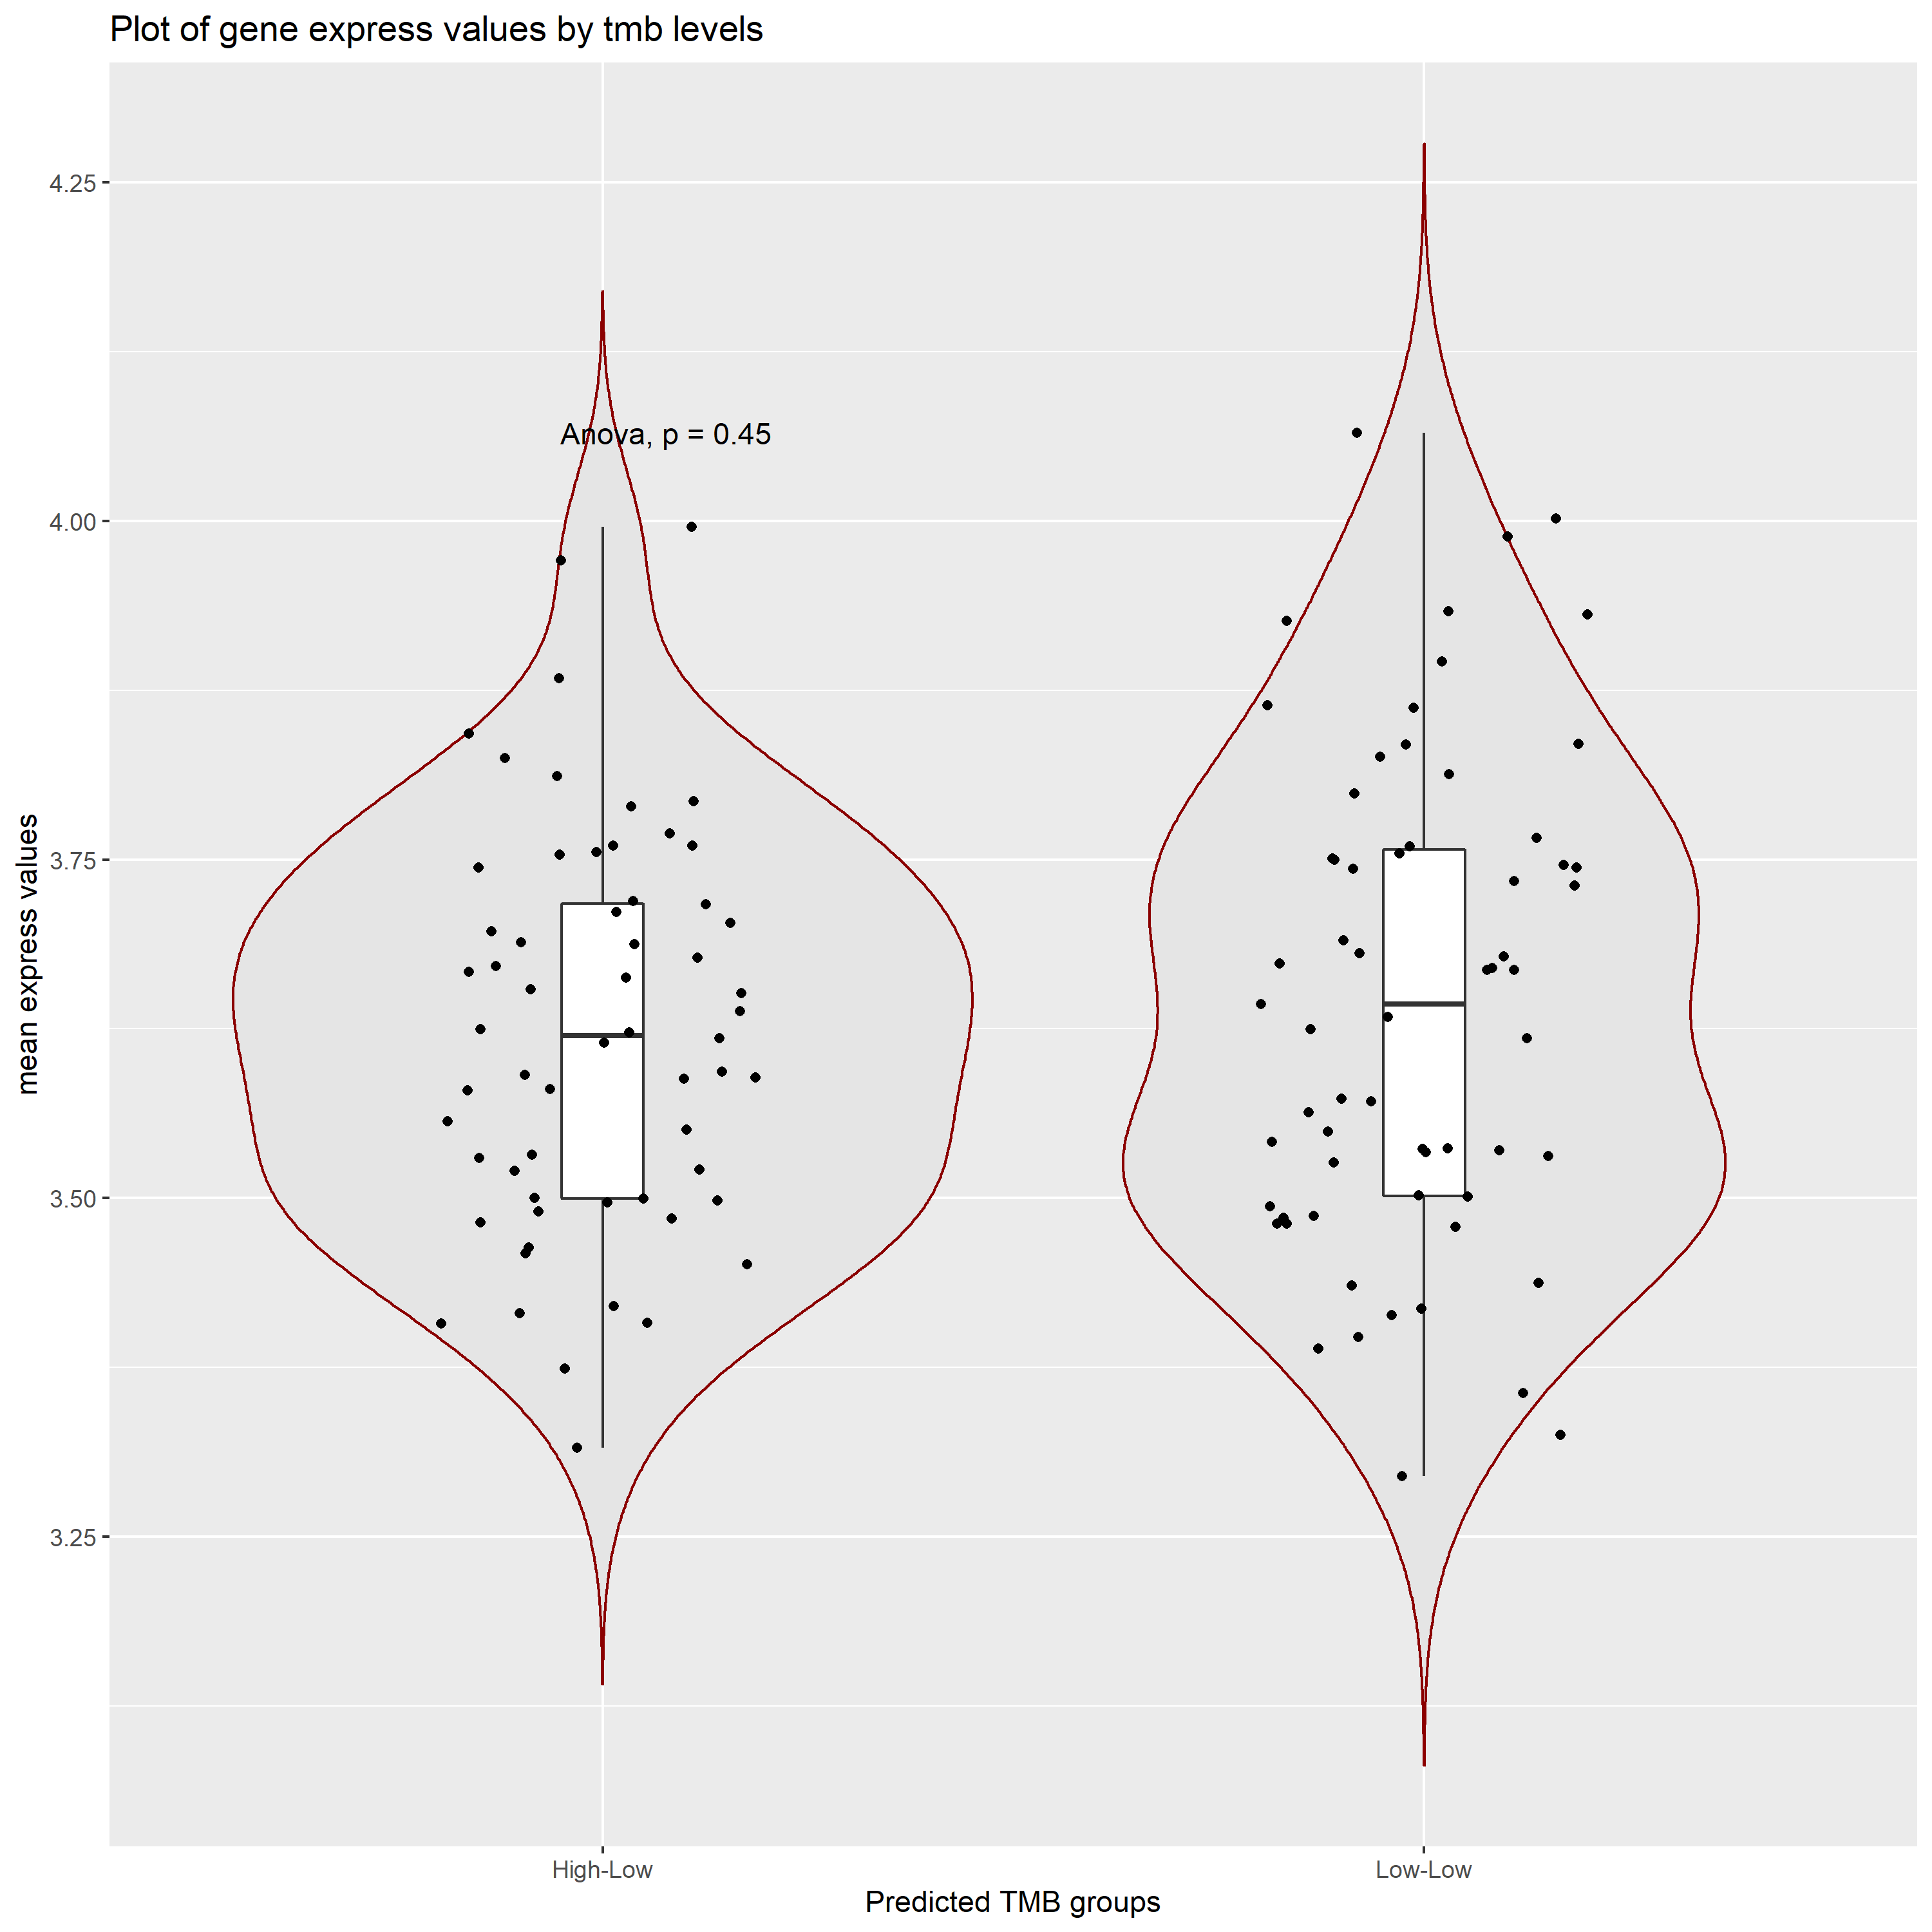 Plot of gene express values by tmb levels
4.25
Anova, p = 0.45
4.00
mean express values
3.75
3.50
3.25
High-Low
Low-Low
Predicted TMB groups